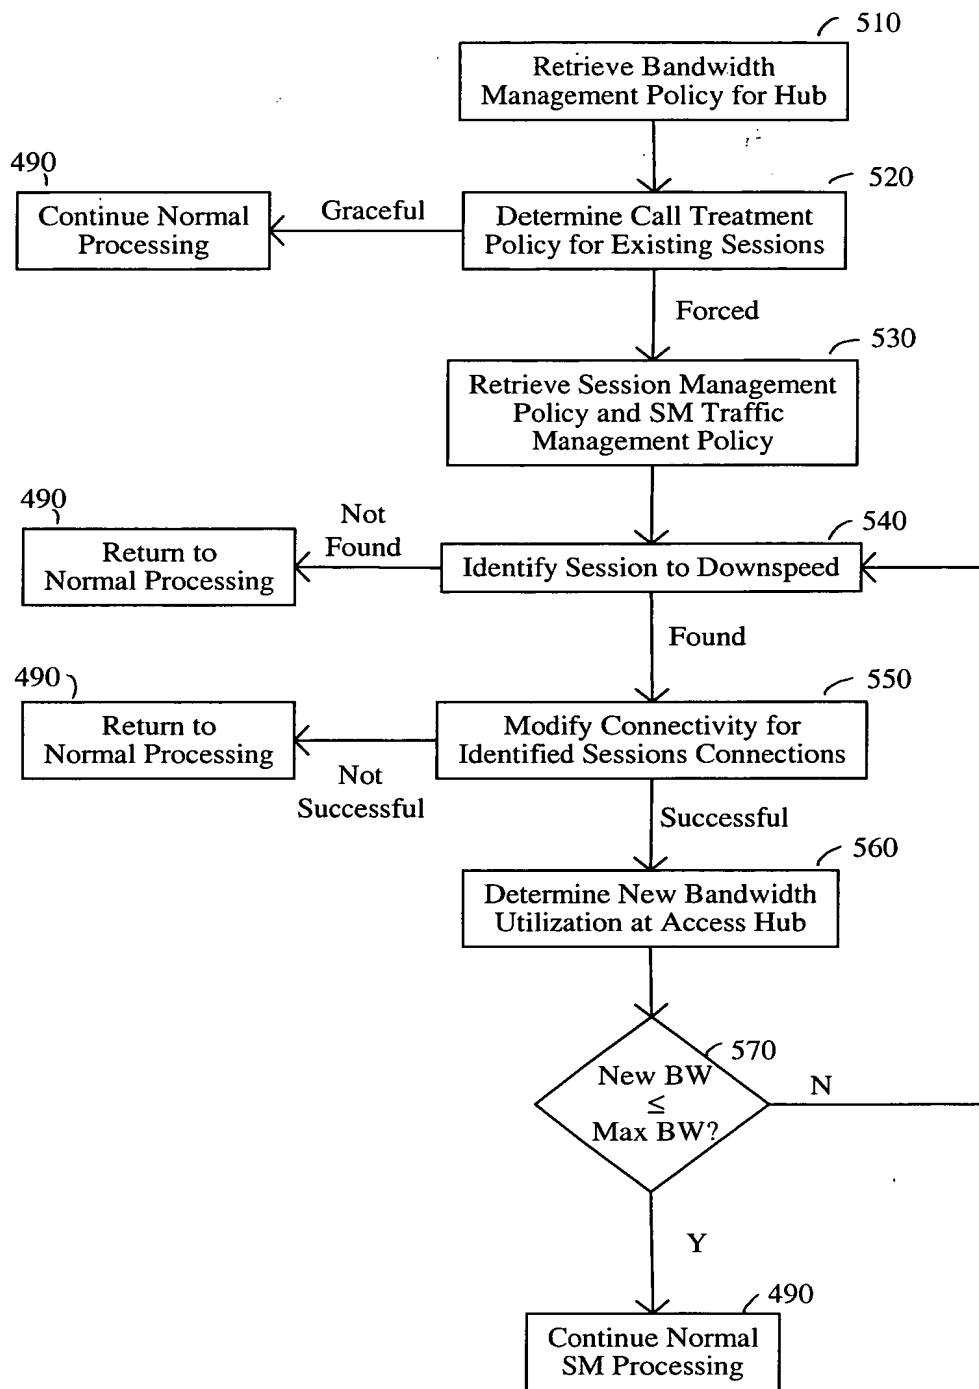 510
Retrieve Bandwidth
Management Policy for Hub
490
Continue Normal
Processing
Graceful
520
Determine Call Treatment
Policy for Existing Sessions
Forced
530
Retrieve Session Management
Policy and SM Traffic
Management Policy
490
Return to
Normal Processing
Not
Found
540
Identify Session to Downspeed
Found
490
Return to
Normal Processing
Not
Successful
550
Modify Connectivity for
Identified Sessions Connections
Successful
560
Determine New Bandwidth
Utilization at Access Hub
570
New BW
≤
Max BW?
N
Y
490
Continue Normal
SM Processing